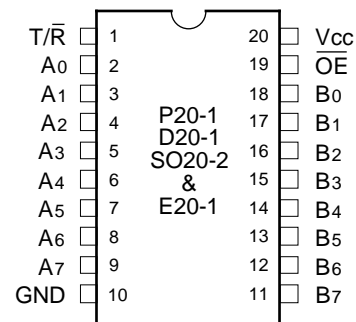 T/R̅ 1 20 Vcc
A0 2 19 O̅E̅
A1 3 18 B0
A2 4 P20-1 17 B1
A3 5 D20-1 16 B2
SO20-2
A4 6 & 15 B3
A5 7 E20-1 14 B4
A6 8 13 B5
A7 9 12 B6
GND 10 11 B7